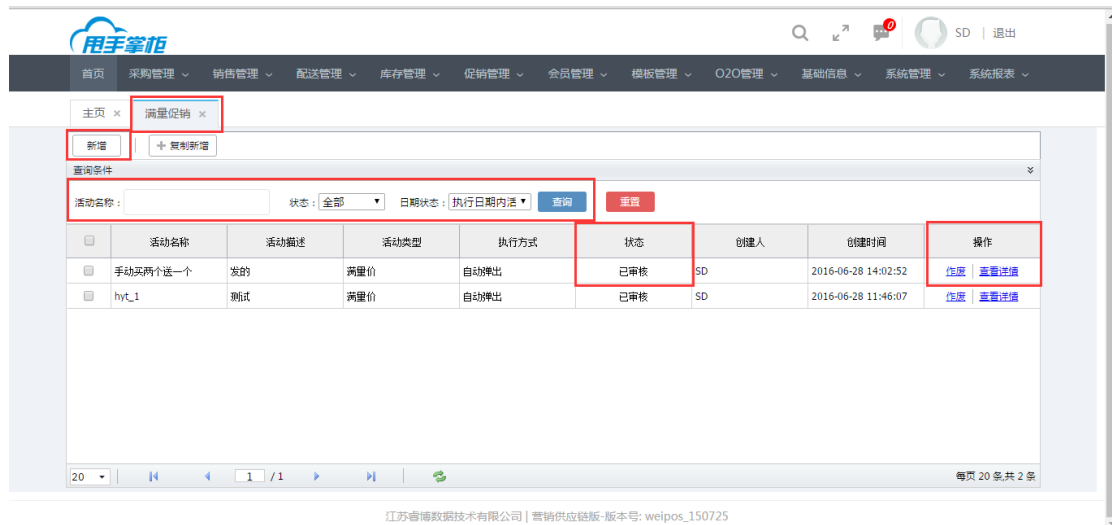 甩手掌柜
0
SD | 退出
首页 采购管理 销售管理 配送管理 库存管理 促销管理 会员管理 模板管理 O2O管理 基础信息 系统管理 系统报表
主页 × 满量促销 ×
新增 复制新增
查询条件
活动名称： 状态：全部 日期状态：执行日期内活 查询 重置
活动名称 活动描述 活动类型 执行方式 状态 创建人 创建时间 操作
手动买两个送一个 发的 满量价 自动弹出 已审核 SD 2016-06-28 14:02:52 作废 查看详情
hyt_1 测试 满量价 自动弹出 已审核 SD 2016-06-28 11:46:07 作废 查看详情
20 1 /1 每页 20 条,共 2 条
江苏睿博数据技术有限公司 | 营销供应链版-版本号: weipos_150725